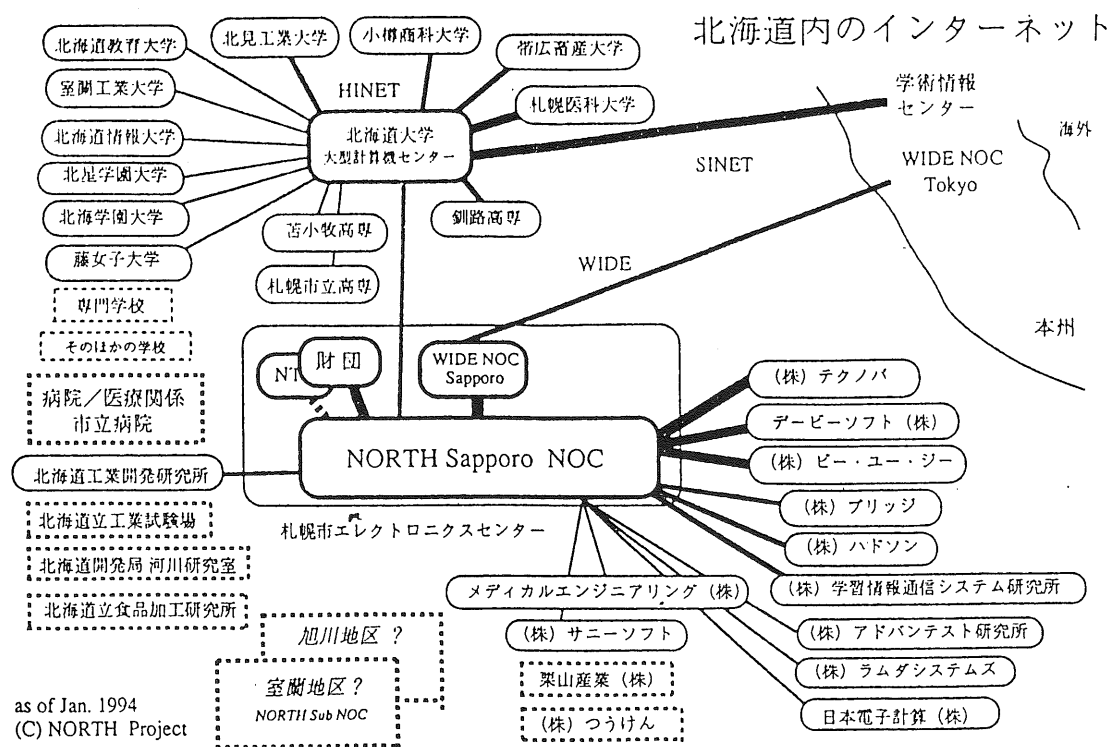 北海道内のインターネット
北海道教育大学
北見工業大学
小樽商科大学
帯広畜産大学
室蘭工業大学
HINET
札幌医科大学
学術情報
センター
北海道情報大学
北海道大学
大型計算機センター
海外
北星学園大学
SINET
WIDE NOC
Tokyo
北海学園大学
苫小牧高専
釧路高専
藤女子大学
札幌市立高専
WIDE
専門学校
そのほかの学校
本州
NT
財団
WIDE NOC
Sapporo
(株) テクノバ
病院／医療関係
市立病院
デービーソフト (株)
NORTH Sapporo NOC
(株) ビー・ユー・ジー
北海道工業開発研究所
(株) ブリッジ
北海道立工業試験場
札幌市エレクトロニクスセンター
(株) ハドソン
北海道開発局 河川研究室
メディカルエンジニアリング (株)
(株) 学習情報通信システム研究所
北海道立食品加工研究所
旭川地区 ?
(株) サニーソフト
(株) アドバンテスト研究所
室蘭地区 ?
NORTH Sub NOC
栗山産業 (株)
(株) ラムダシステムズ
(株) つうけん
日本電子計算 (株)
as of Jan. 1994
(C) NORTH Project